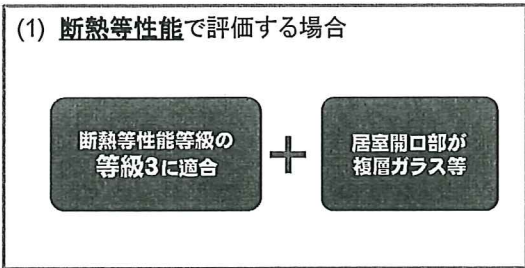 (1) 断熱等性能で評価する場合
断熱等性能等級の
等級3に適合
+
居室開口部が
複層ガラス等